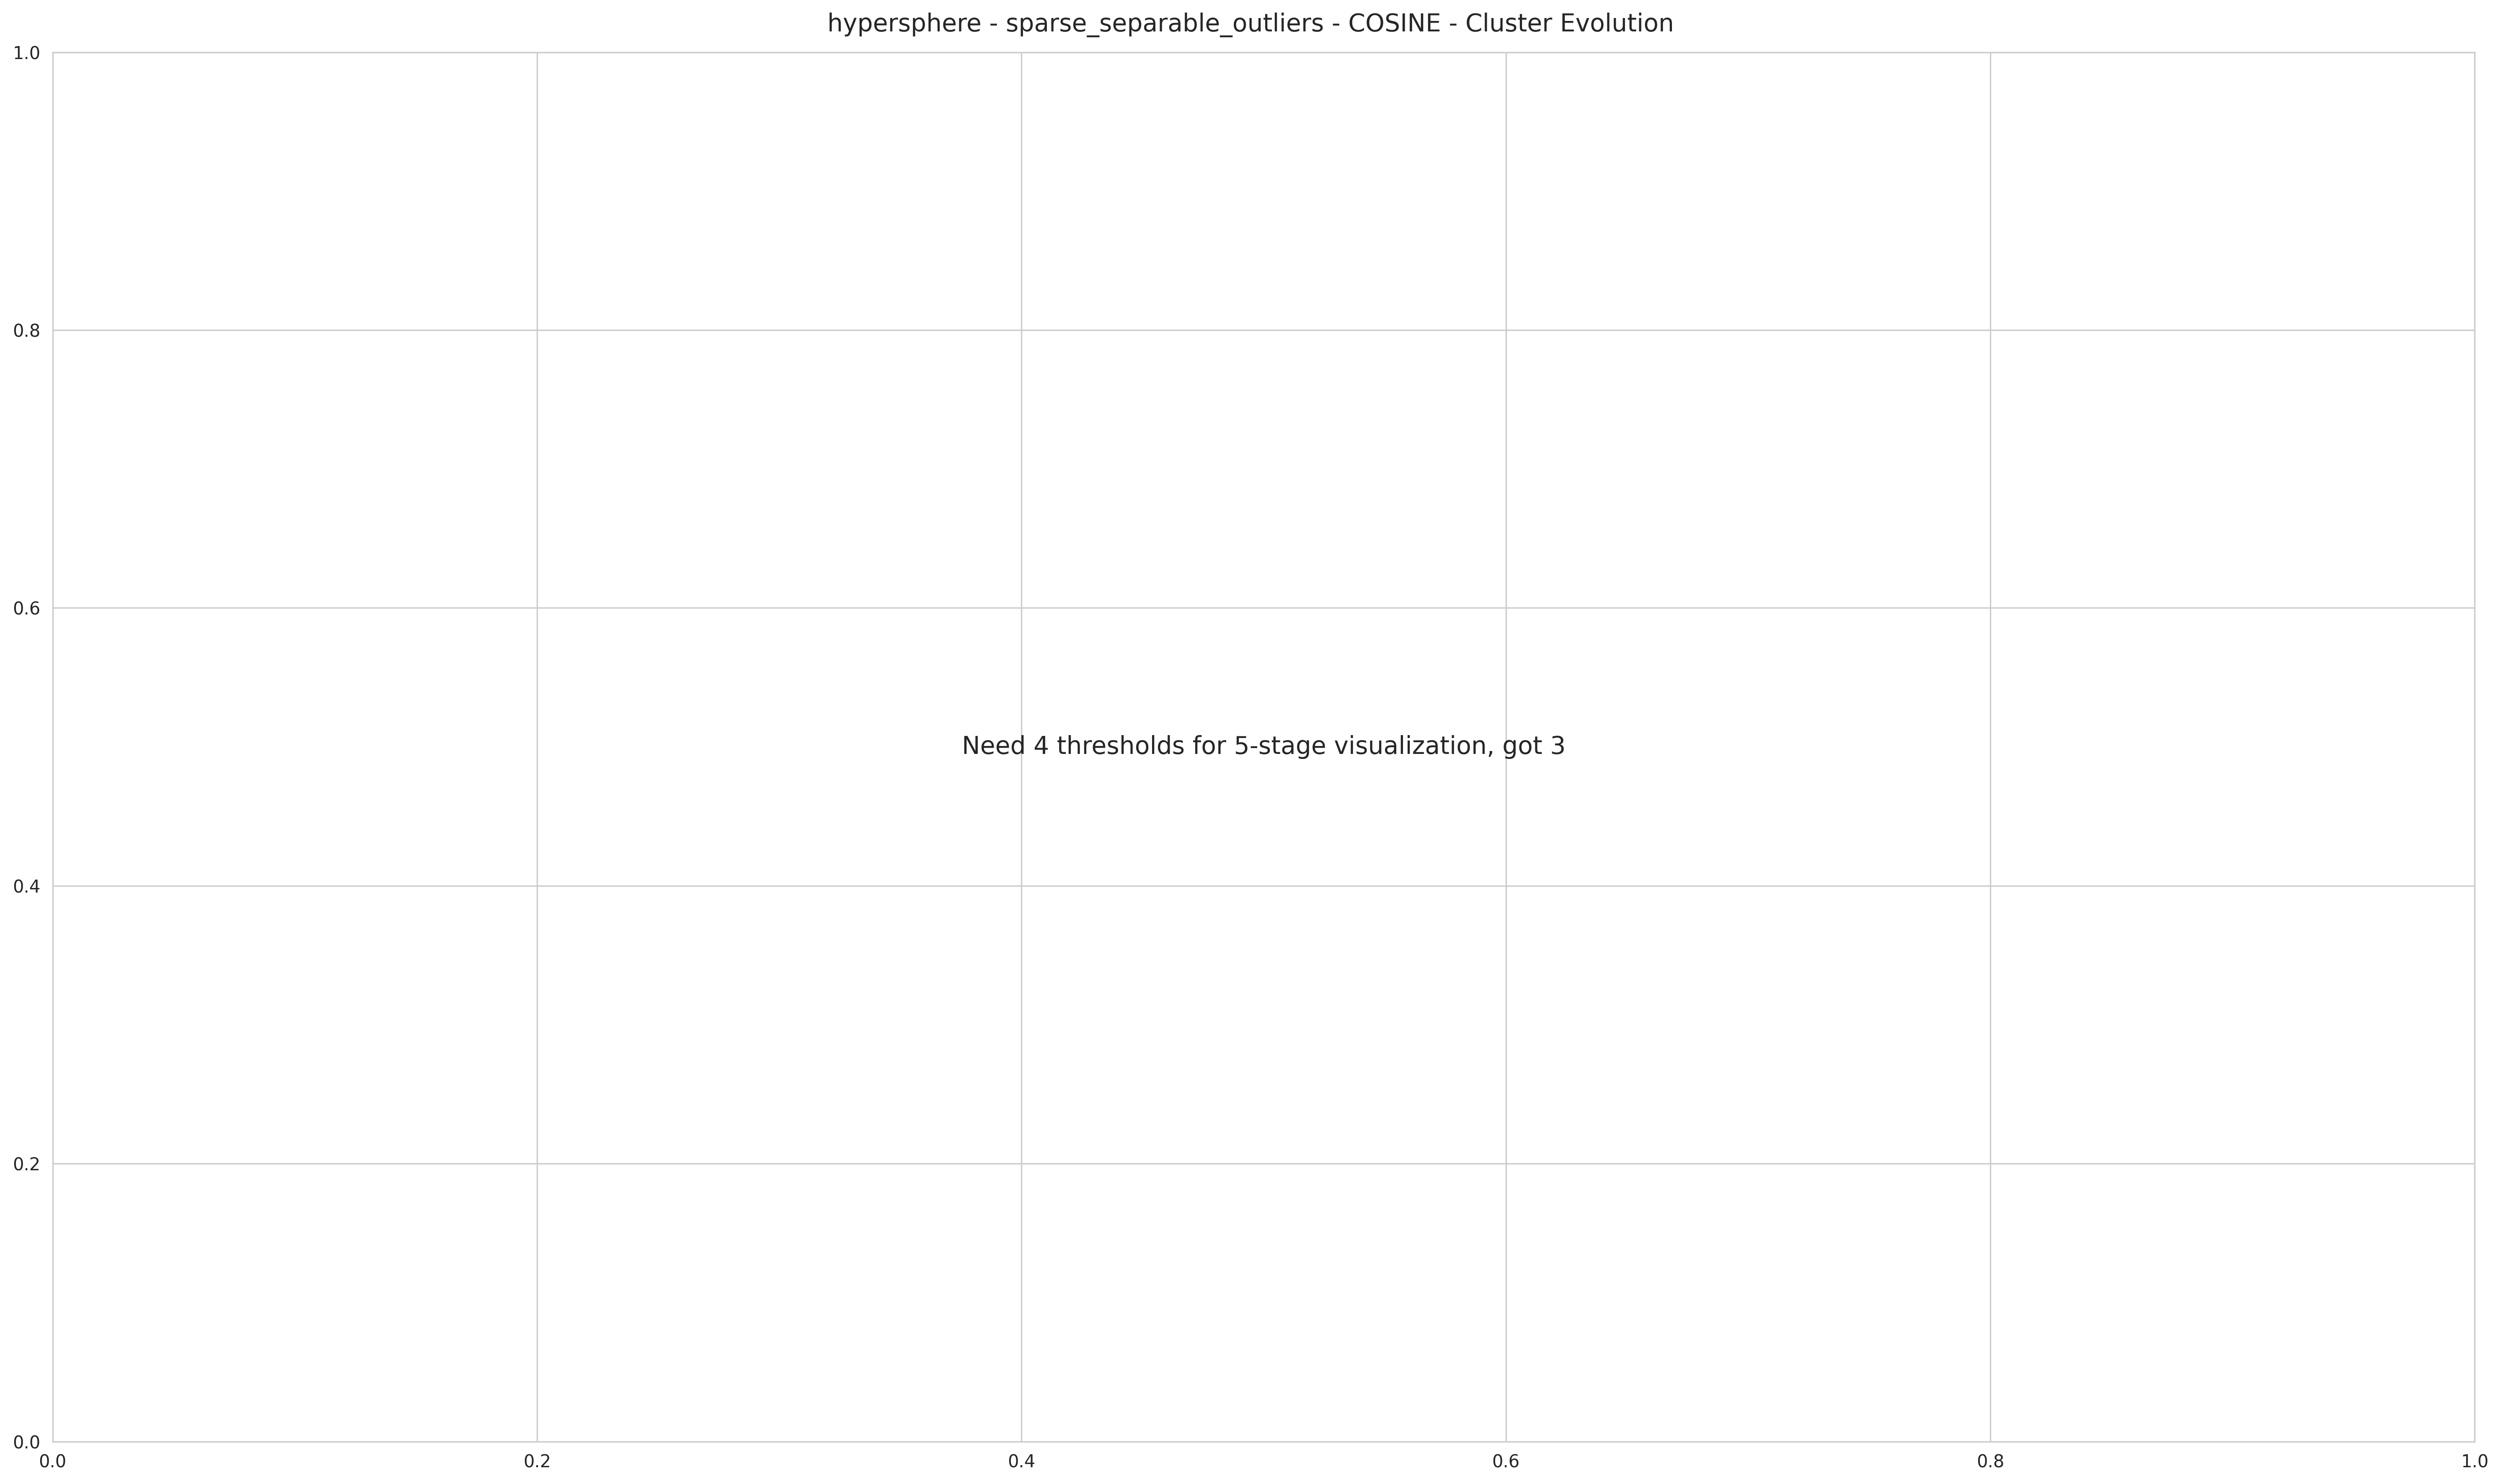 hypersphere - sparse_separable_outliers - COSINE - Cluster Evolution
1.0
0.8
0.6
Need 4 thresholds for 5-stage visualization, got 3
0.4
0.2
0.0
0.0 0.2 0.4 0.6 0.8 1.0